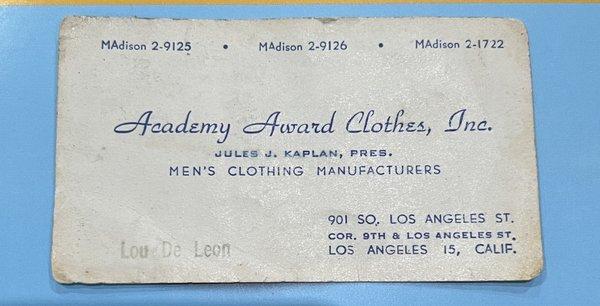 MAdison 2-9125 • MAdison 2-9126 • MAdison 2-1722
Academy Award Clothes, Inc.
JULES J. KAPLAN, PRES.
MEN'S CLOTHING MANUFACTURERS
901 SO. LOS ANGELES ST.
COR. 9TH & LOS ANGELES ST.
LOS ANGELES 15, CALIF.
Lou De Leon